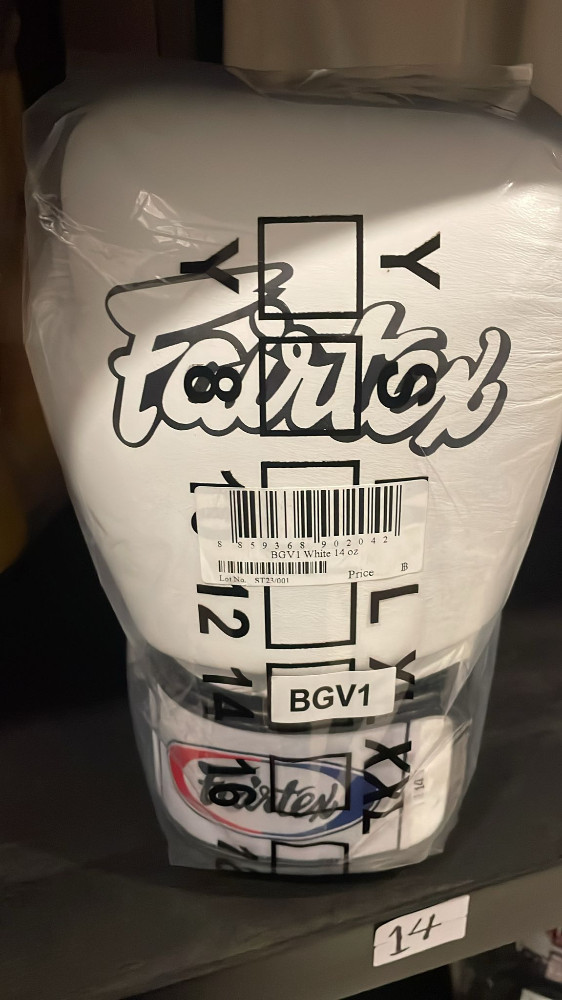 Y Y
Fairtex
8 S
8 859368 902042
BGV1 White 14 oz
Lot No. ST23/001 Price B
12 L
14
BGV1
16 XXL
Fairtex
14